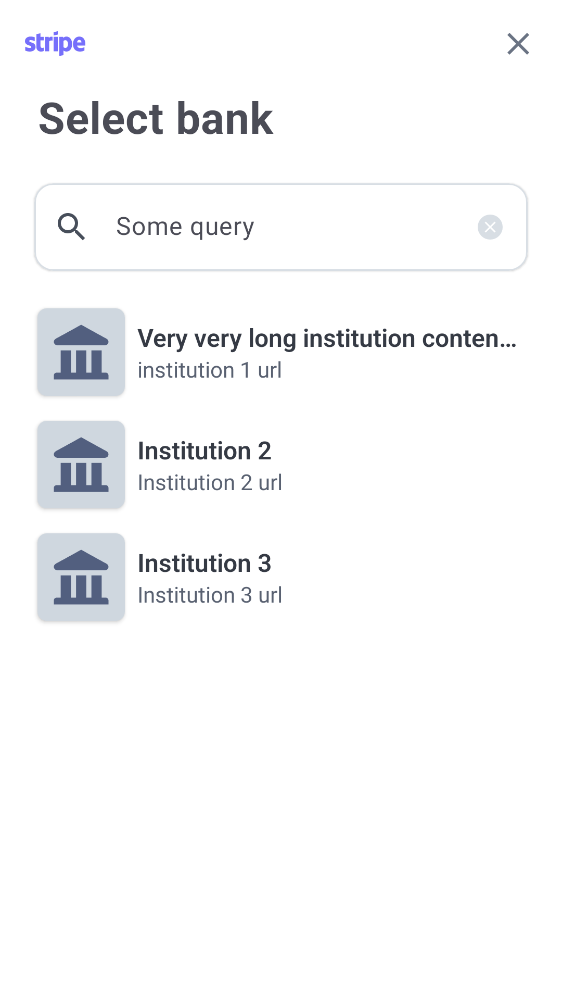 stripe
Select bank
Some query
Very very long institution conten...
institution 1 url
Institution 2
Institution 2 url
Institution 3
Institution 3 url